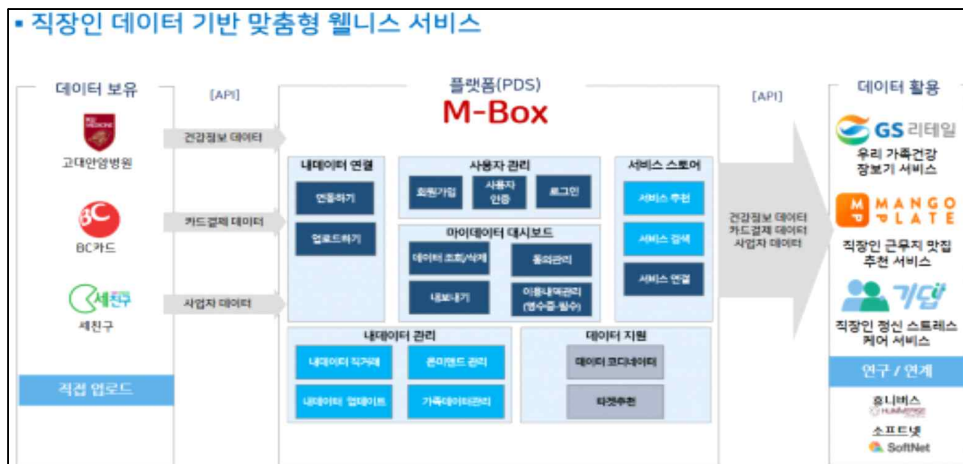 ▪ 직장인 데이터 기반 맞춤형 웰니스 서비스
데이터 보유
고대안암병원
BC카드
세친구
세친구
직접 업로드
[API]
건강정보 데이터
카드결제 데이터
사업자 데이터
플랫폼(PDS)
M-Box
내데이터 연결
연동하기
업로드하기
사용자 관리
회원가입
사용자
인증
로그인
마이데이터 대시보드
데이터 조회/삭제
동의관리
내보내기
이용내역관리
(영수증-필수)
서비스 스토어
서비스 추천
서비스 검색
서비스 연결
내데이터 관리
내데이터 직거래
온디맨드 관리
내데이터 업데이트
가족데이터관리
데이터 지원
데이터 코디네이터
타겟추천
[API]
건강정보 데이터
카드결제 데이터
사업자 데이터
데이터 활용
GS리테일
우리 가족건강
장보기 서비스
MANGO
PLATE
직장인 근무지 맛집
추천 서비스
직장인 정신 스트레스
케어 서비스
연구 / 연계
휴니버스
HUNIVERSE
소프트넷
SoftNet